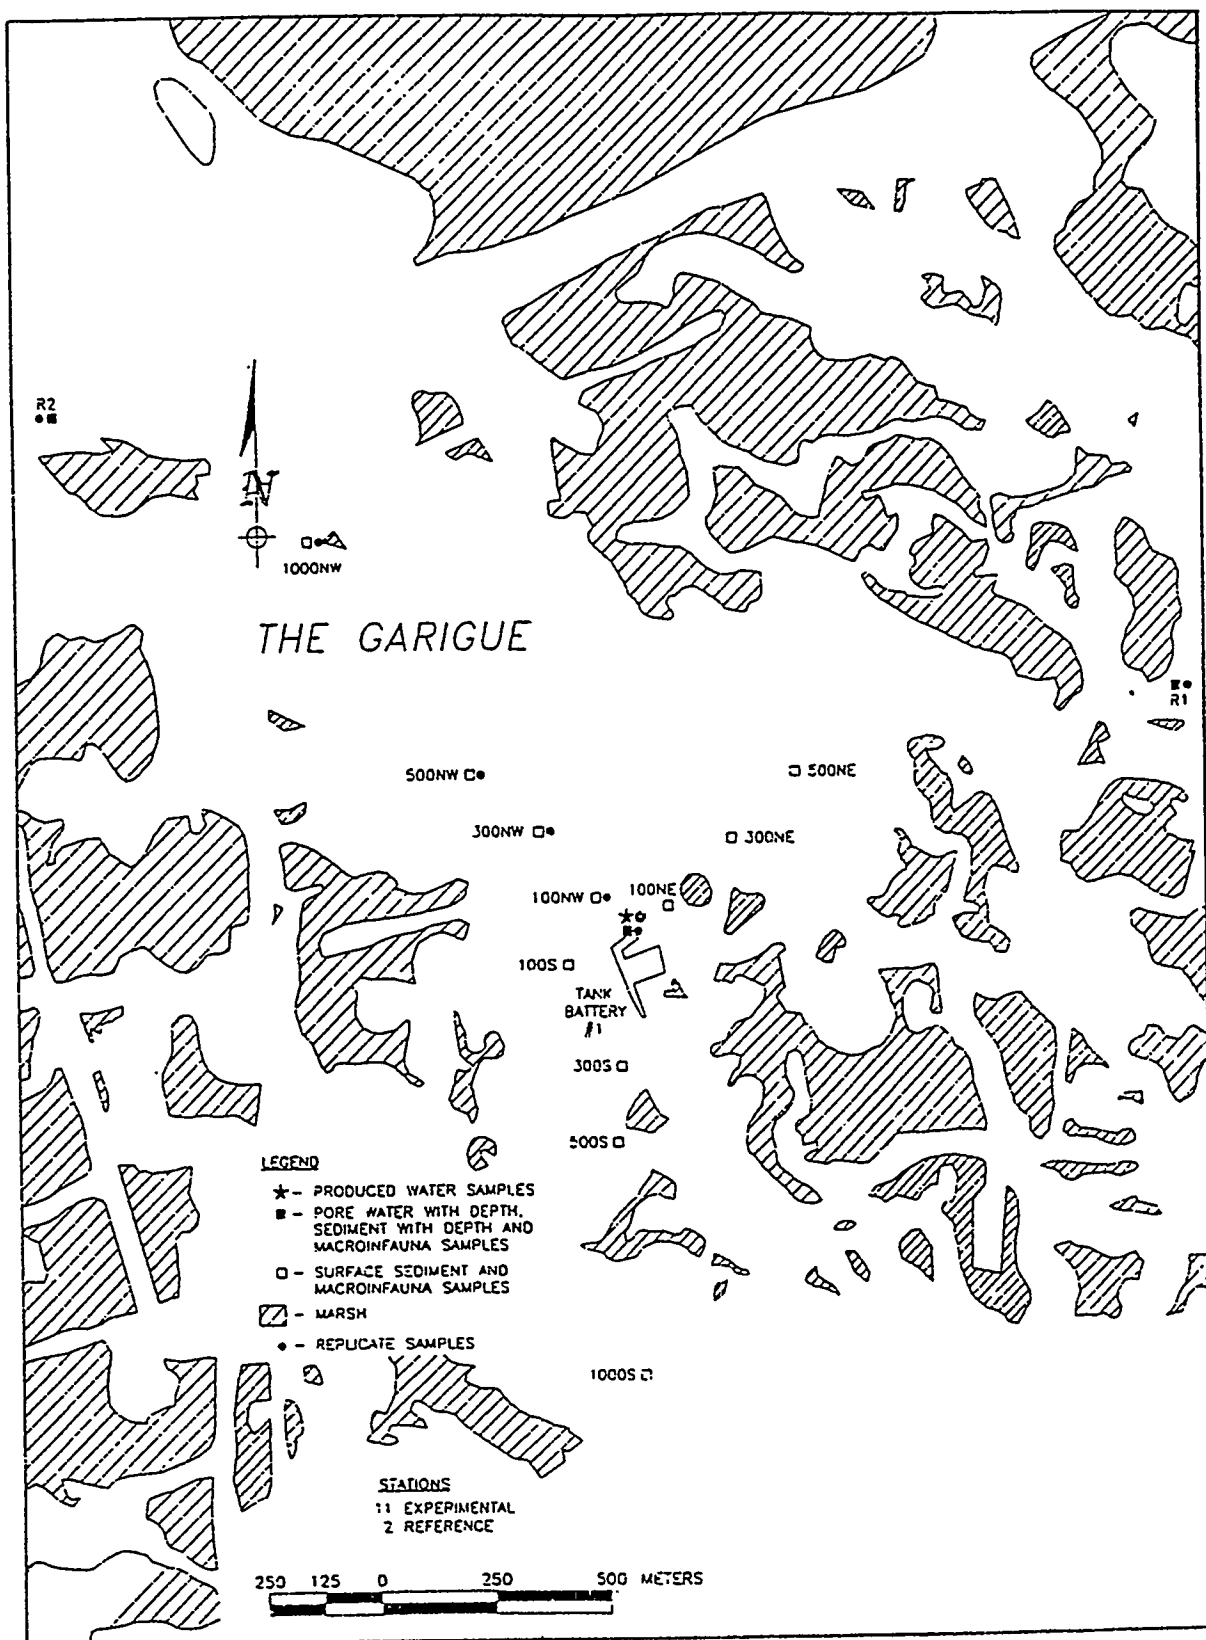 R2
N
1000NW
THE GARIGUE
R1
500NW
500NE
300NW
300NE
100NW
100NE
100S
TANK
BATTERY
#1
300S
500S
LEGEND
★ – PRODUCED WATER SAMPLES
■ – PORE WATER WITH DEPTH,
SEDIMENT WITH DEPTH AND
MACROINFAUNA SAMPLES
□ – SURFACE SEDIMENT AND
MACROINFAUNA SAMPLES
– MARSH
● – REPLICATE SAMPLES
1000S
STATIONS
11 EXPERIMENTAL
2 REFERENCE
250 125 0 250 500 METERS